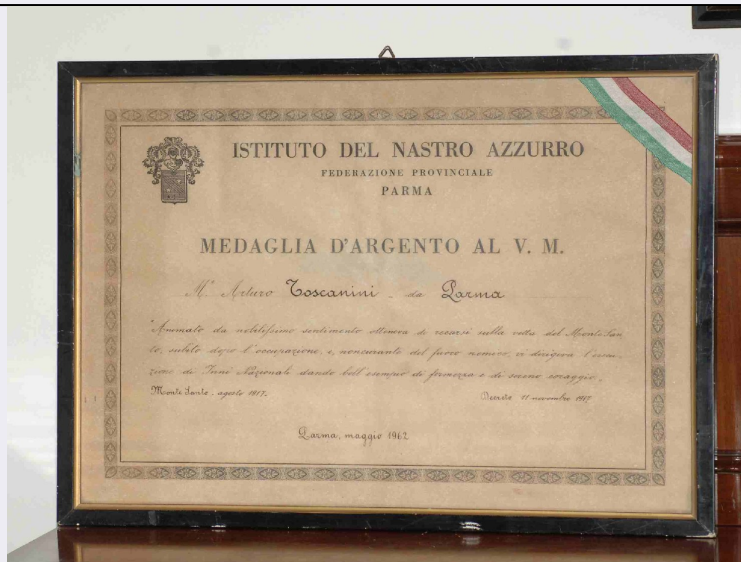 ISTITUTO DEL NASTRO AZZURRO
FEDERAZIONE PROVINCIALE
PARMA
MEDAGLIA D'ARGENTO AL V. M.
M.º Arturo Toscanini - da Parma
"Animato da nobilissimo sentimento otteneva di recarsi sulla vetta del Monte San-
to, subito dopo l'occupazione, e, noncurante del fuoco nemico, vi dirigeva l'esecu-
zione di Inni Nazionali dando bell'esempio di fermezza e di sereno coraggio.
Monte Santo, agosto 1917.
Decreto 11 novembre 1917
Parma, maggio 1962